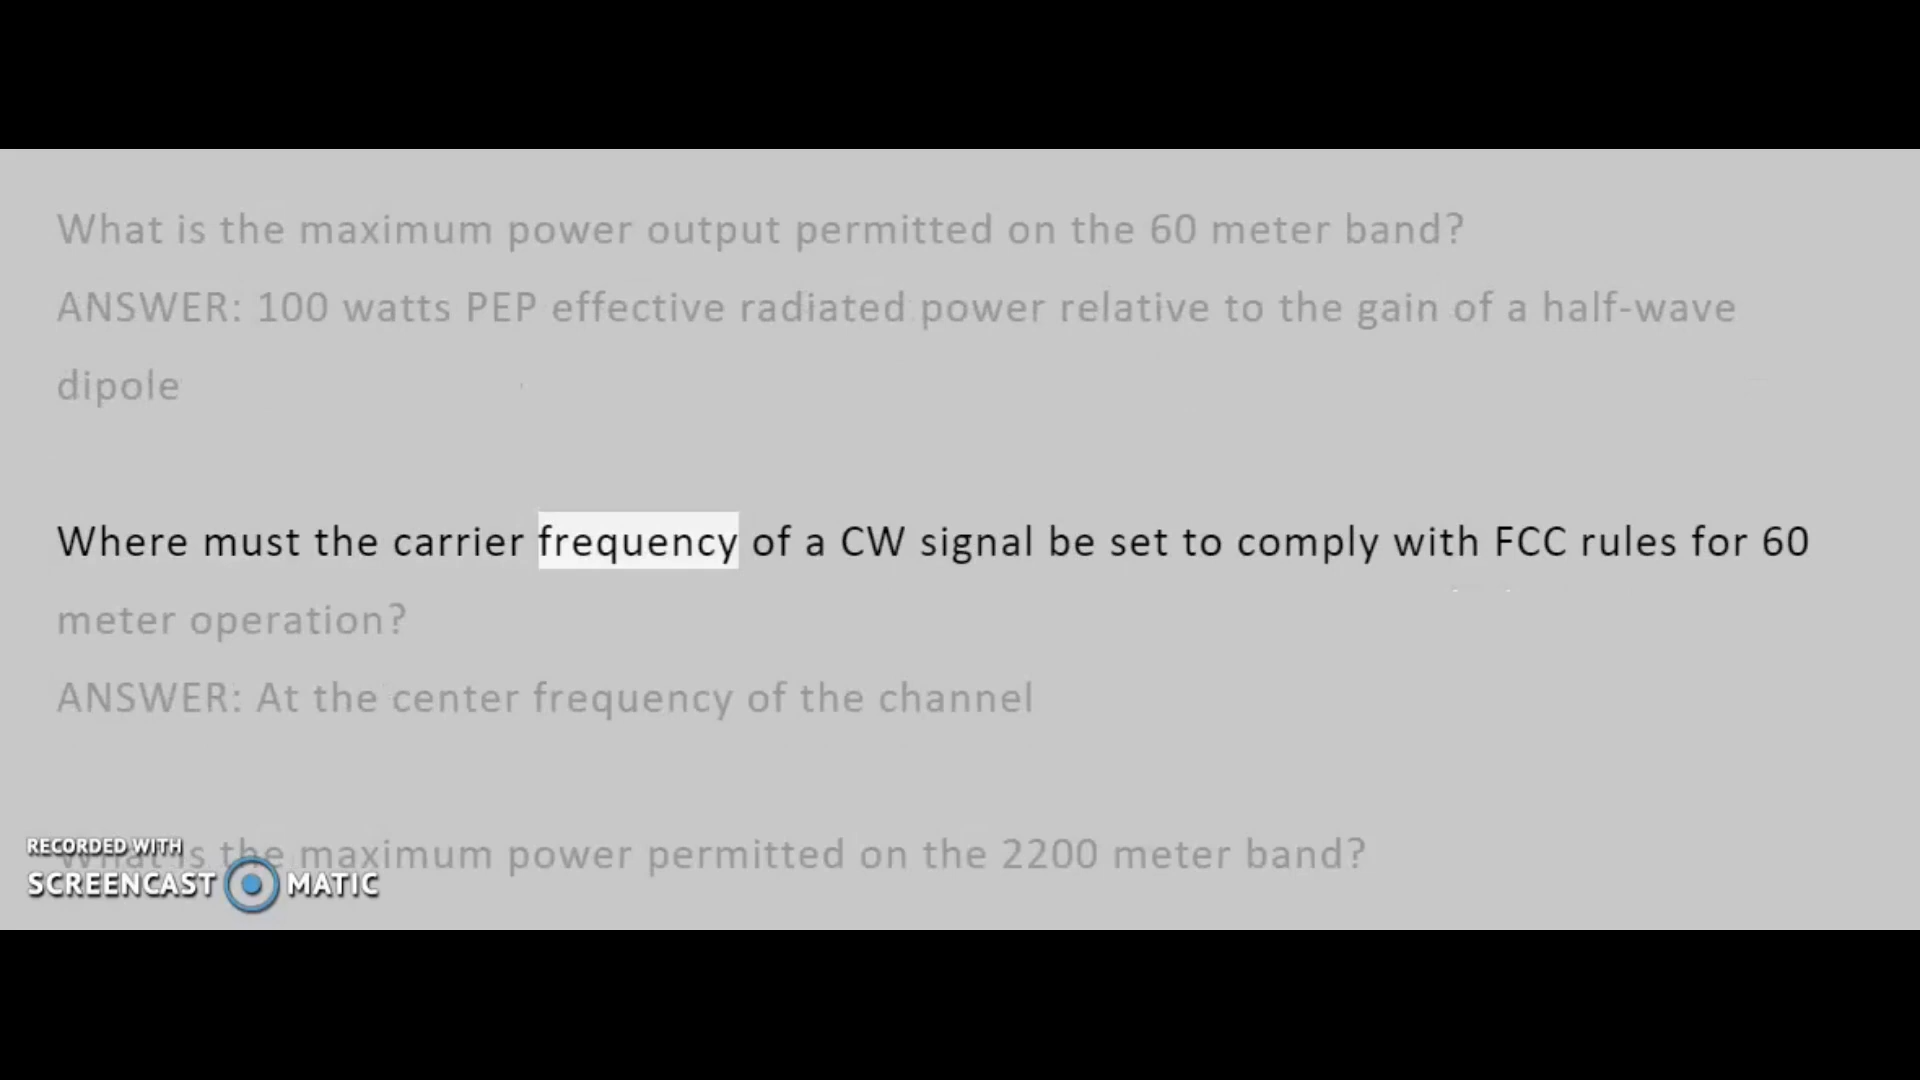 What is the maximum power output permitted on the 60 meter band?
ANSWER: 100 watts PEP effective radiated power relative to the gain of a half-wave
dipole
Where must the carrier frequency of a CW signal be set to comply with FCC rules for 60
meter operation?
ANSWER: At the center frequency of the channel
What is the maximum power permitted on the 2200 meter band?
RECORDED WITH
SCREENCAST MATIC